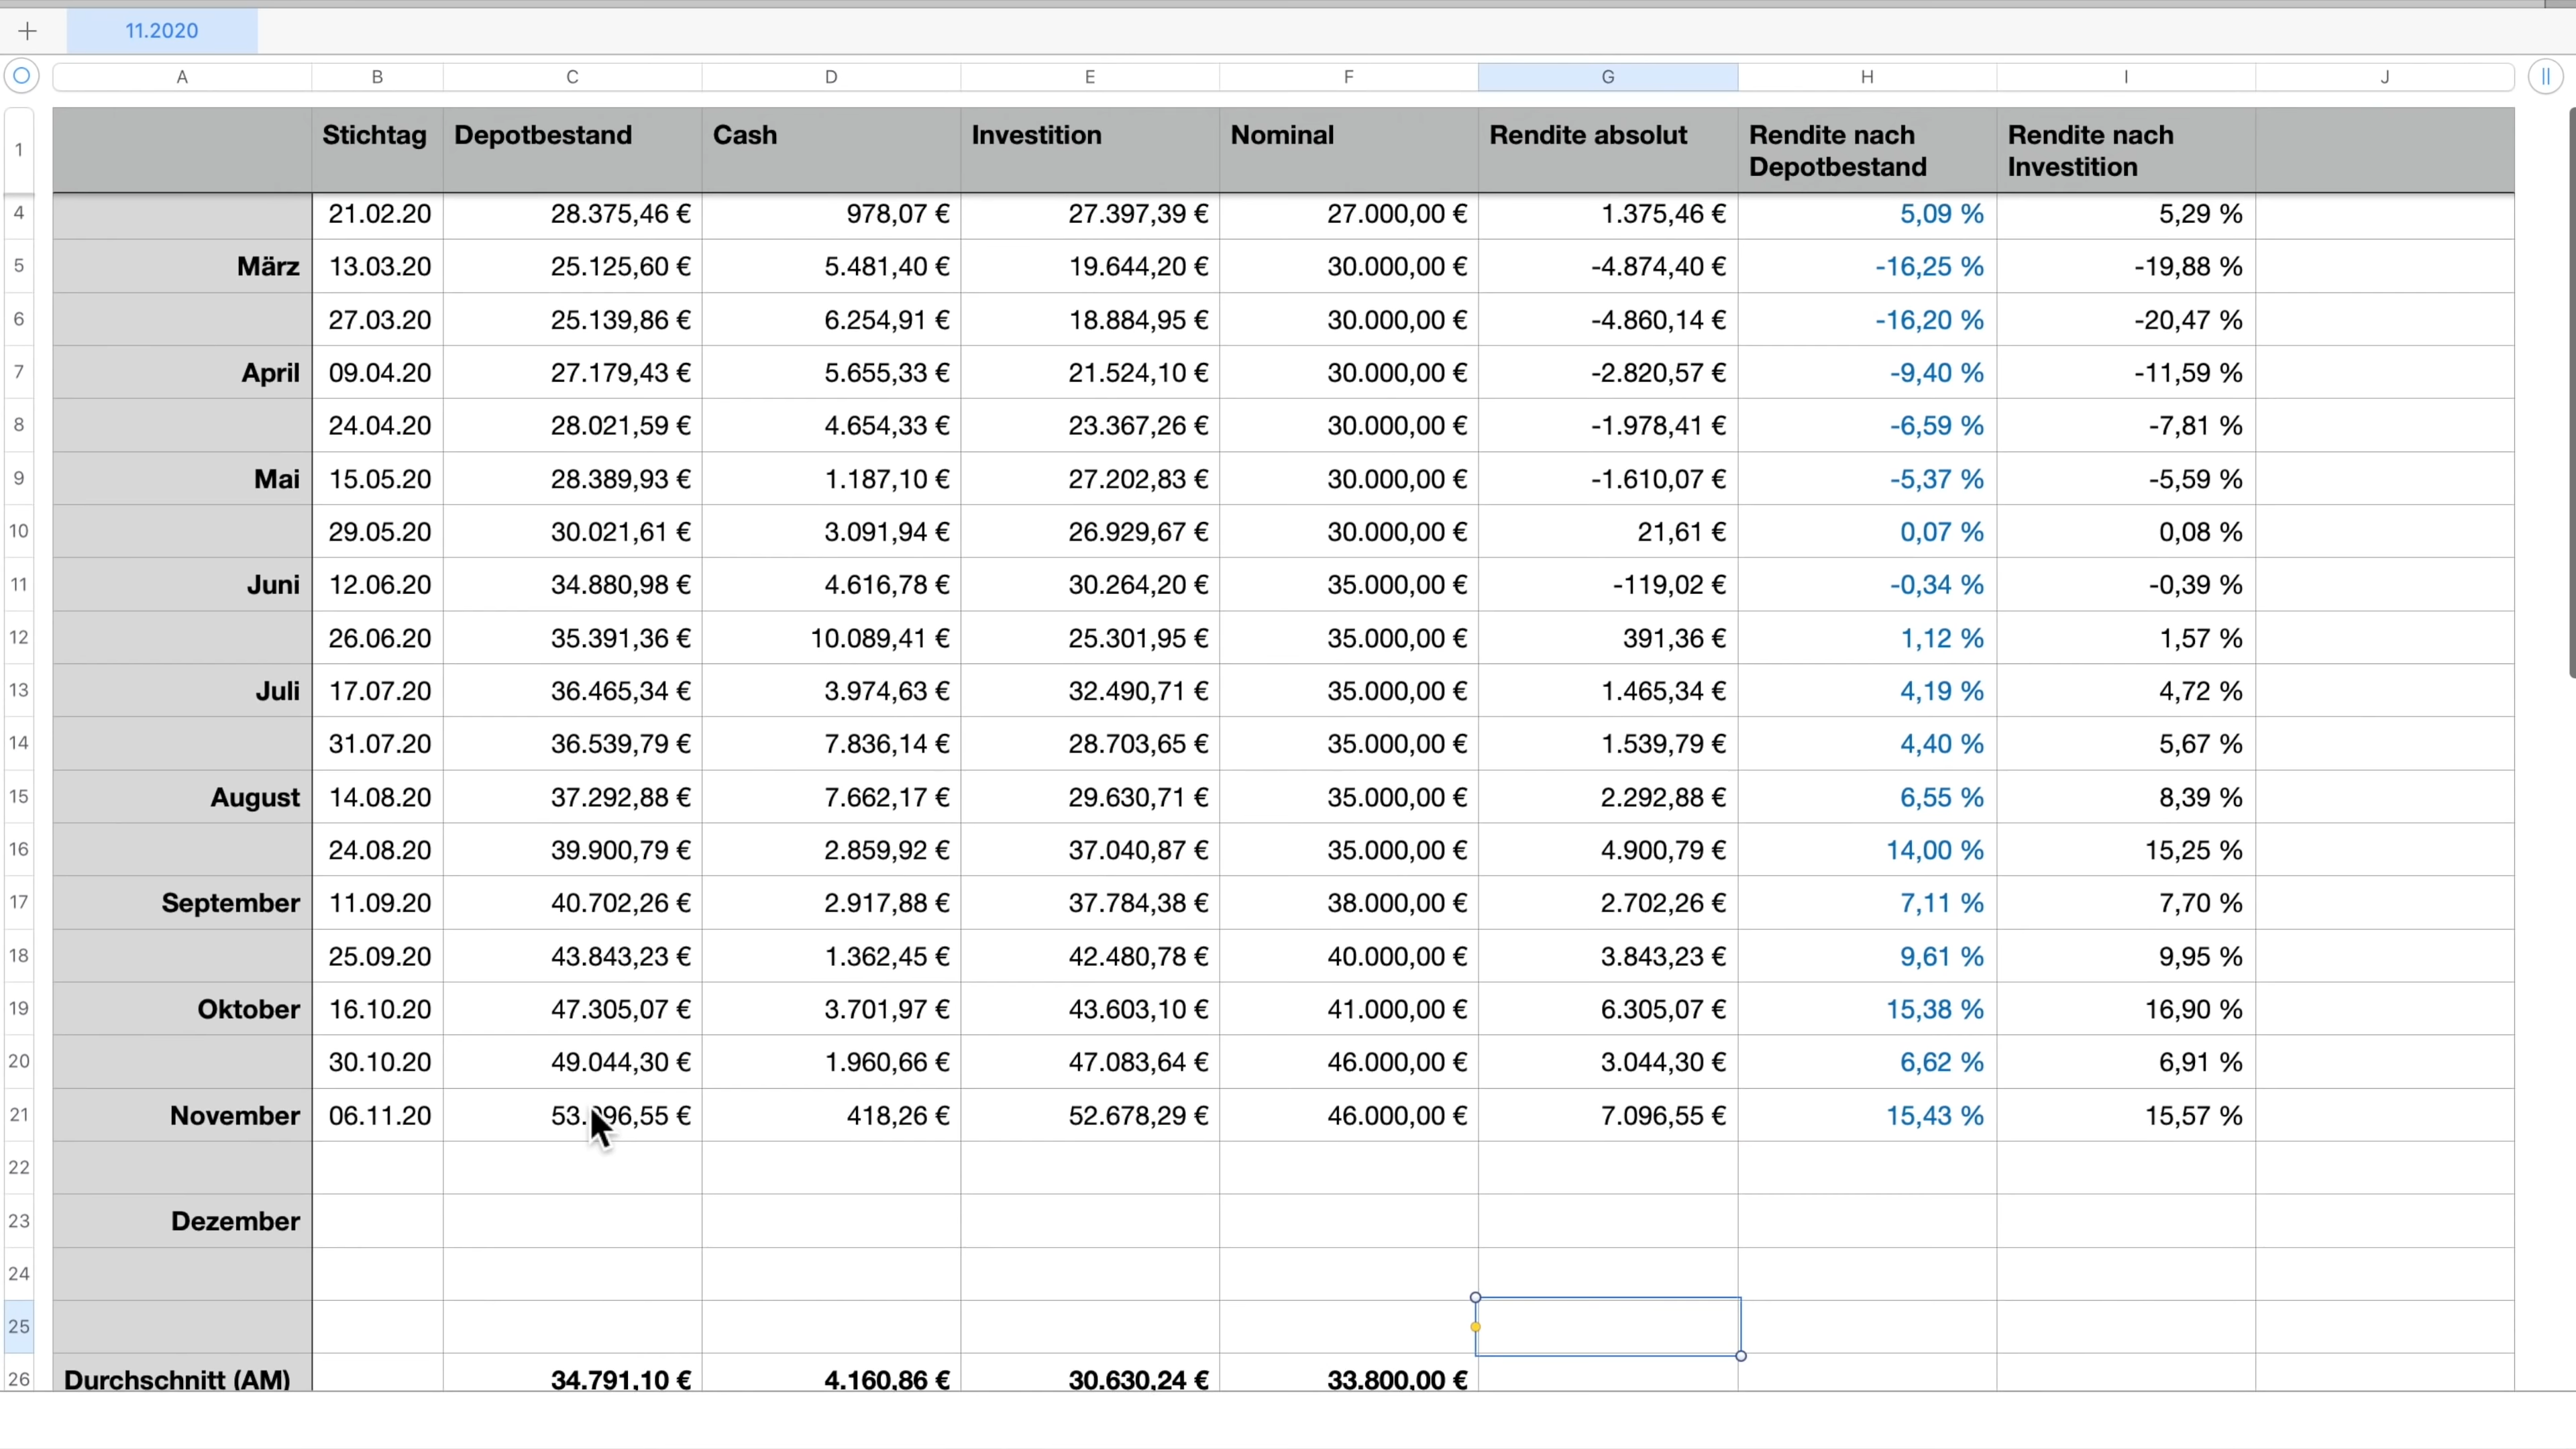 11.2020
A B C D E F G H I J
1 Stichtag Depotbestand Cash Investition Nominal Rendite absolut Rendite nach Depotbestand Rendite nach Investition
4 21.02.20 28.375,46 € 978,07 € 27.397,39 € 27.000,00 € 1.375,46 € 5,09 % 5,29 %
5 März 13.03.20 25.125,60 € 5.481,40 € 19.644,20 € 30.000,00 € -4.874,40 € -16,25 % -19,88 %
6 27.03.20 25.139,86 € 6.254,91 € 18.884,95 € 30.000,00 € -4.860,14 € -16,20 % -20,47 %
7 April 09.04.20 27.179,43 € 5.655,33 € 21.524,10 € 30.000,00 € -2.820,57 € -9,40 % -11,59 %
8 24.04.20 28.021,59 € 4.654,33 € 23.367,26 € 30.000,00 € -1.978,41 € -6,59 % -7,81 %
9 Mai 15.05.20 28.389,93 € 1.187,10 € 27.202,83 € 30.000,00 € -1.610,07 € -5,37 % -5,59 %
10 29.05.20 30.021,61 € 3.091,94 € 26.929,67 € 30.000,00 € 21,61 € 0,07 % 0,08 %
11 Juni 12.06.20 34.880,98 € 4.616,78 € 30.264,20 € 35.000,00 € -119,02 € -0,34 % -0,39 %
12 26.06.20 35.391,36 € 10.089,41 € 25.301,95 € 35.000,00 € 391,36 € 1,12 % 1,57 %
13 Juli 17.07.20 36.465,34 € 3.974,63 € 32.490,71 € 35.000,00 € 1.465,34 € 4,19 % 4,72 %
14 31.07.20 36.539,79 € 7.836,14 € 28.703,65 € 35.000,00 € 1.539,79 € 4,40 % 5,67 %
15 August 14.08.20 37.292,88 € 7.662,17 € 29.630,71 € 35.000,00 € 2.292,88 € 6,55 % 8,39 %
16 24.08.20 39.900,79 € 2.859,92 € 37.040,87 € 35.000,00 € 4.900,79 € 14,00 % 15,25 %
17 September 11.09.20 40.702,26 € 2.917,88 € 37.784,38 € 38.000,00 € 2.702,26 € 7,11 % 7,70 %
18 25.09.20 43.843,23 € 1.362,45 € 42.480,78 € 40.000,00 € 3.843,23 € 9,61 % 9,95 %
19 Oktober 16.10.20 47.305,07 € 3.701,97 € 43.603,10 € 41.000,00 € 6.305,07 € 15,38 % 16,90 %
20 30.10.20 49.044,30 € 1.960,66 € 47.083,64 € 46.000,00 € 3.044,30 € 6,62 % 6,91 %
21 November 06.11.20 418,26 € 52.678,29 € 46.000,00 € 7.096,55 € 15,43 % 15,57 %
22
23 Dezember
24
25
26 Durchschnitt (AM) 34.791,10 € 4.160,86 € 30.630,24 € 33.800,00 €